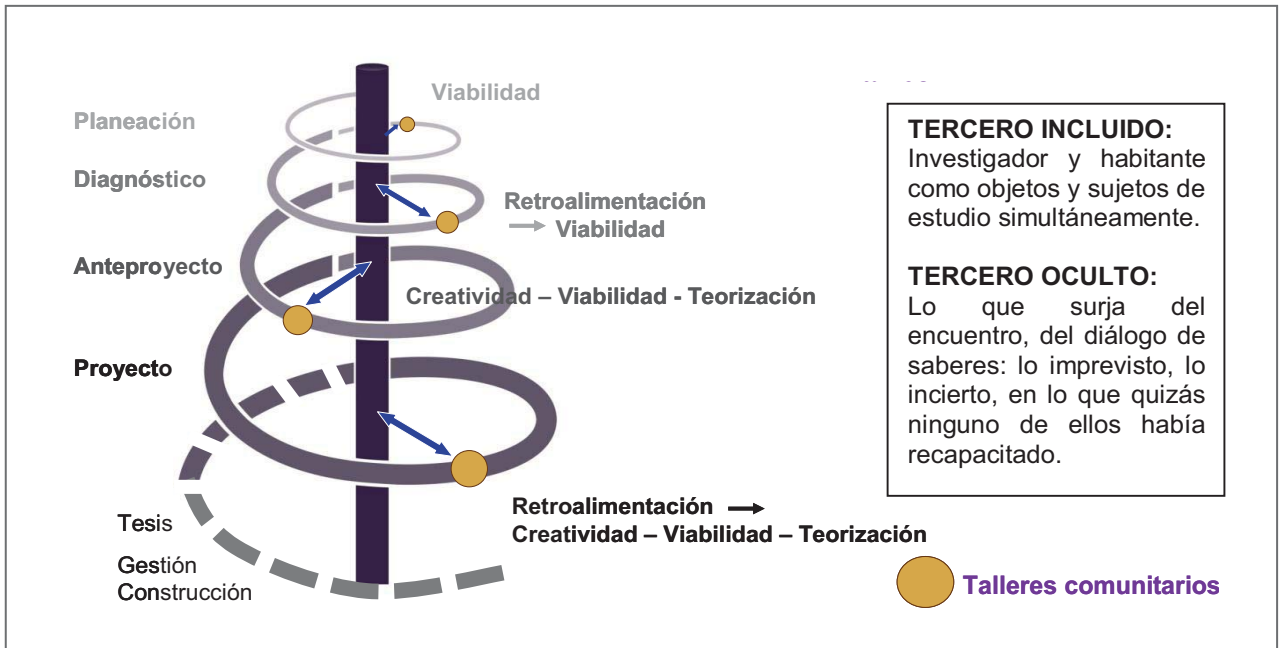 Viabilidad
Planeación
Diagnóstico
Retroalimentación
Viabilidad
Anteproyecto
Creatividad – Viabilidad - Teorización
Proyecto
Retroalimentación
Creatividad – Viabilidad – Teorización
Tesis
Gestión
Construcción
TERCERO INCLUIDO:
Investigador y habitante
como objetos y sujetos de
estudio simultáneamente.
TERCERO OCULTO:
Lo que surja del
encuentro, del diálogo de
saberes: lo imprevisto, lo
incierto, en lo que quizás
ninguno de ellos había
recapacitado.
Talleres comunitarios